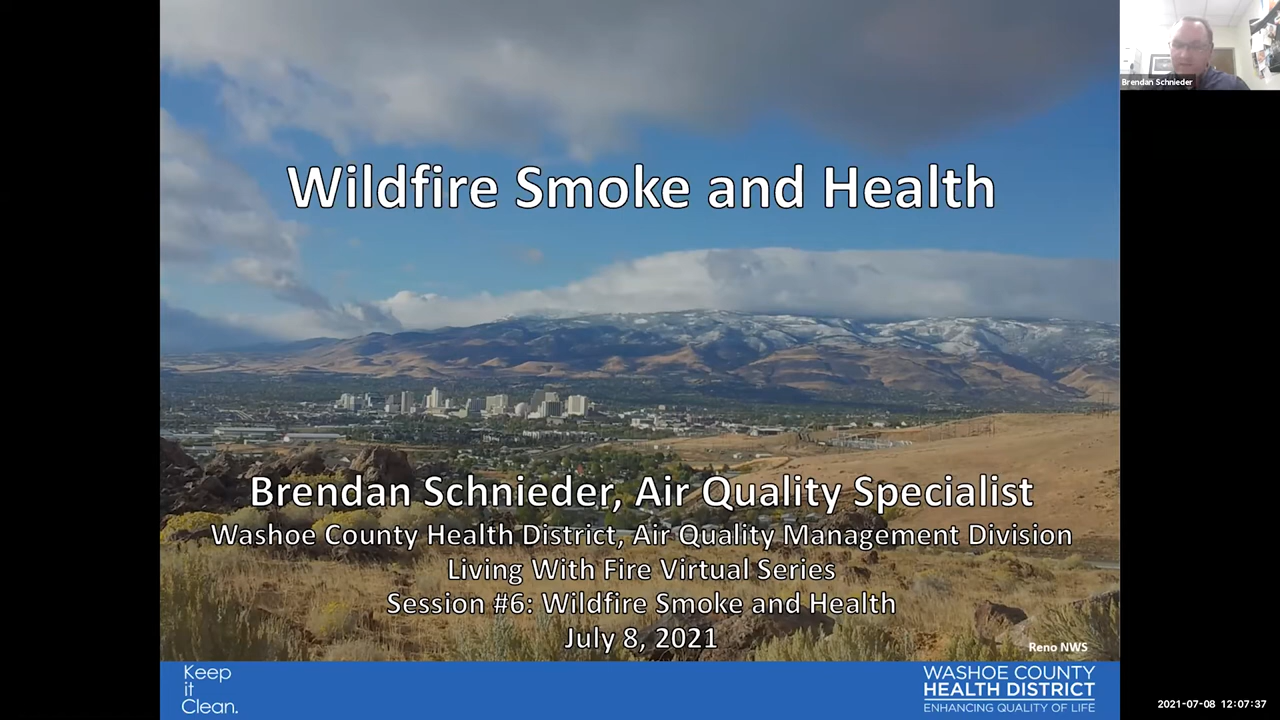 Brendan Schnieder
Wildfire Smoke and Health
Brendan Schnieder, Air Quality Specialist
Washoe County Health District, Air Quality Management Division
Living With Fire Virtual Series
Session #6: Wildfire Smoke and Health
July 8, 2021
Reno NWS
Keep
it
Clean.
WASHOE COUNTY
HEALTH DISTRICT
ENHANCING QUALITY OF LIFE
2021-07-08 12:07:37